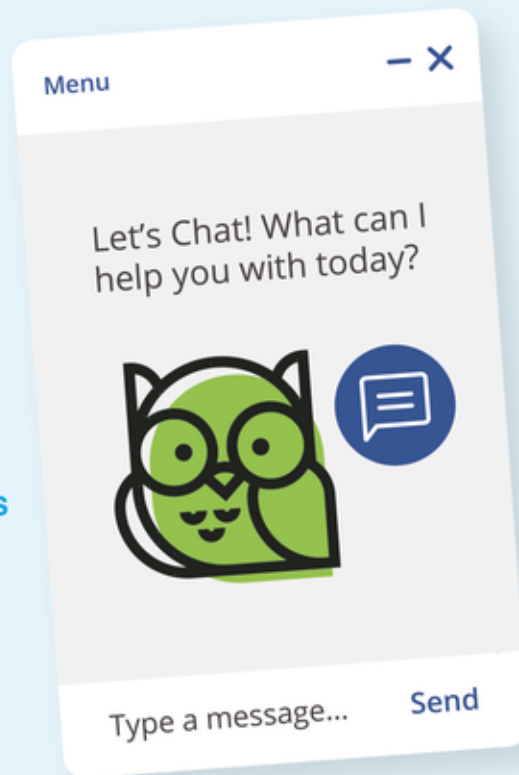 Menu
Let's Chat! What can I
help you with today?
s
Type a message...
Send